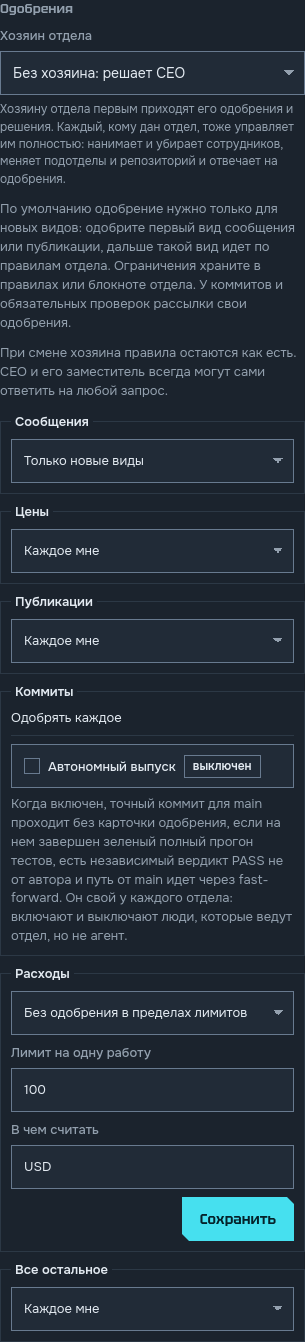 Одобрения
Хозяин отдела
Без хозяина: решает CEO
Хозяину отдела первым приходят его одобрения и
решения. Каждый, кому дан отдел, тоже управляет
им полностью: нанимает и убирает сотрудников,
меняет подотделы и репозиторий и отвечает на
одобрения.
По умолчанию одобрение нужно только для
новых видов: одобрите первый вид сообщения
или публикации, дальше такой вид идет по
правилам отдела. Ограничения храните в
правилах или блокноте отдела. У коммитов и
обязательных проверок рассылки свои
одобрения.
При смене хозяина правила остаются как есть.
CEO и его заместитель всегда могут сами
ответить на любой запрос.
Сообщения
Только новые виды
Цены
Каждое мне
Публикации
Каждое мне
Коммиты
Одобрять каждое
Автономный выпуск выключен
Когда включен, точный коммит для main
проходит без карточки одобрения, если на
нем завершен зеленый полный прогон
тестов, есть независимый вердикт PASS не
от автора и путь от main идет через fast-
forward. Он свой у каждого отдела:
включают и выключают люди, которые ведут
отдел, но не агент.
Расходы
Без одобрения в пределах лимитов
Лимит на одну работу
100
В чем считать
USD
Сохранить
Все остальное
Каждое мне